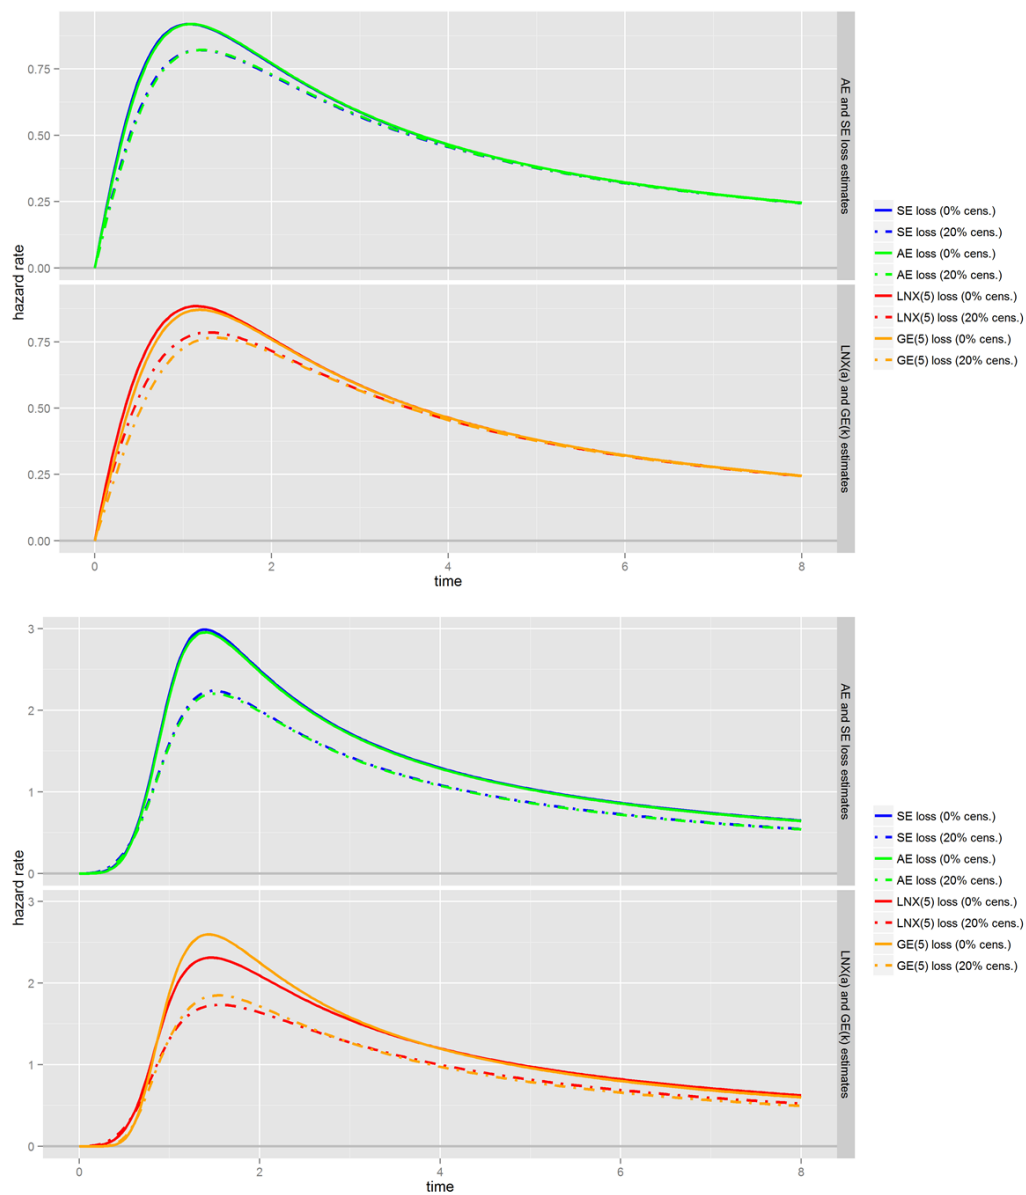 0.75
0.50
0.25
0.00
AE and SE loss estimates
0.75
0.50
0.25
0.00
LNX(a) and GE(k) estimates
hazard rate
0 2 4 6 8
time
SE loss (0% cens.)
SE loss (20% cens.)
AE loss (0% cens.)
AE loss (20% cens.)
LNX(5) loss (0% cens.)
LNX(5) loss (20% cens.)
GE(5) loss (0% cens.)
GE(5) loss (20% cens.)
3
2
1
0
AE and SE loss estimates
3
2
1
0
LNX(a) and GE(k) estimates
hazard rate
0 2 4 6 8
time
SE loss (0% cens.)
SE loss (20% cens.)
AE loss (0% cens.)
AE loss (20% cens.)
LNX(5) loss (0% cens.)
LNX(5) loss (20% cens.)
GE(5) loss (0% cens.)
GE(5) loss (20% cens.)